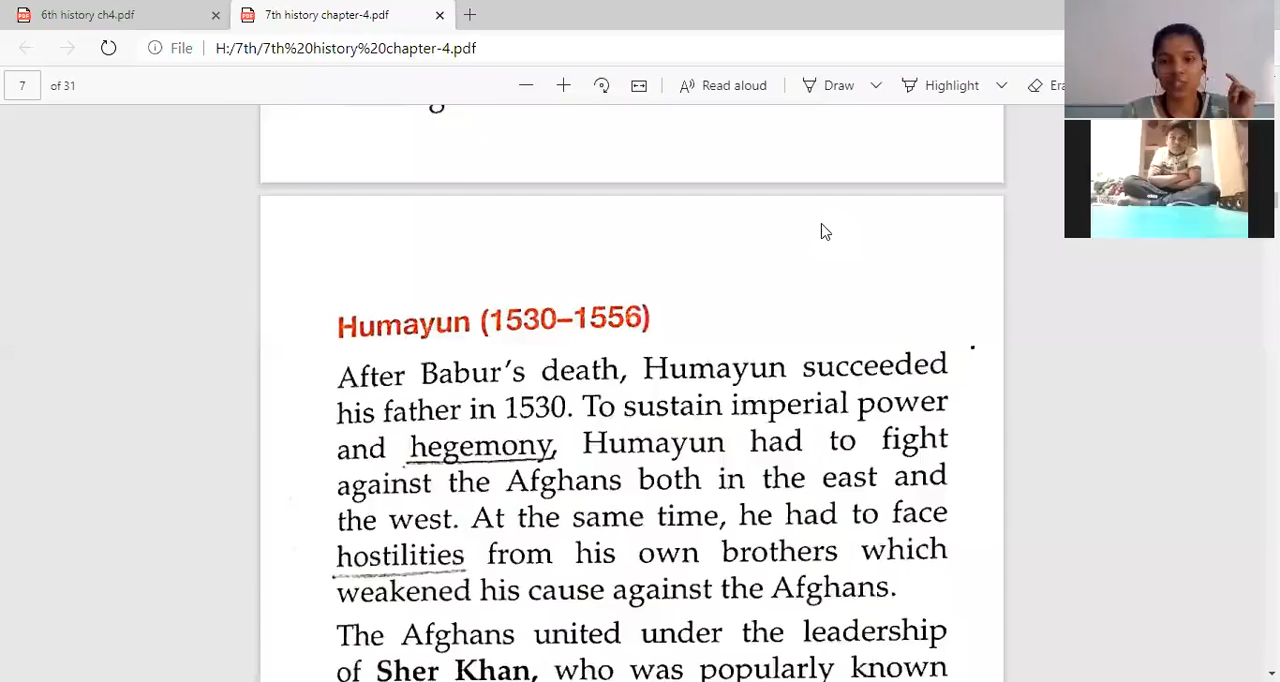 6th history ch4.pdf
7th history chapter-4.pdf
File
H:/7th/7th%20history%20chapter-4.pdf
7 of 31
Read aloud
Draw
Highlight
Humayun (1530–1556)
After Babur's death, Humayun succeeded
his father in 1530. To sustain imperial power
and hegemony, Humayun had to fight
against the Afghans both in the east and
the west. At the same time, he had to face
hostilities from his own brothers which
weakened his cause against the Afghans.
The Afghans united under the leadership
of Sher Khan, who was popularly known